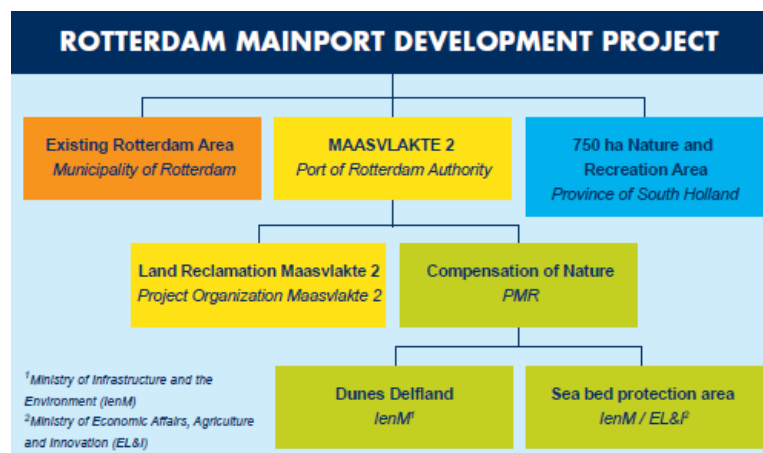 ROTTERDAM MAINPORT DEVELOPMENT PROJECT
Existing Rotterdam Area
Municipality of Rotterdam
MAASVLAKTE 2
Port of Rotterdam Authority
750 ha Nature and
Recreation Area
Province of South Holland
Land Reclamation Maasvlakte 2
Project Organization Maasvlakte 2
Compensation of Nature
PMR
¹Ministry of Infrastructure and the
Environment (IenM)
²Ministry of Economic Affairs, Agriculture
and Innovation (EL&I)
Dunes Delfland
IenM¹
Sea bed protection area
IenM / EL&I²